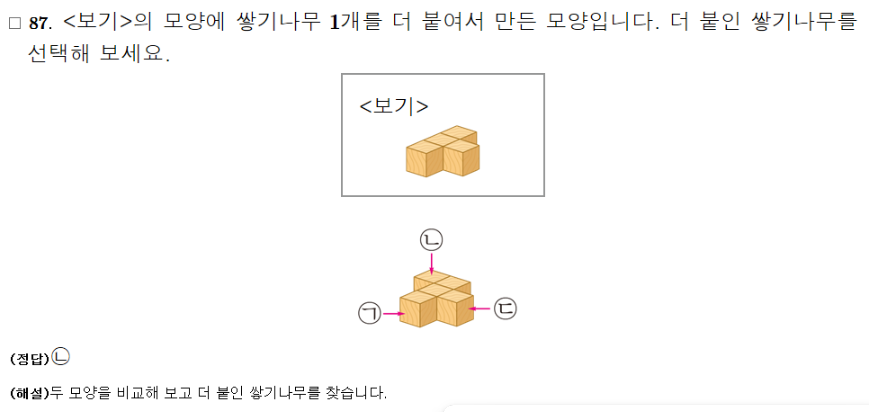 □ 87. <보기>의 모양에 쌓기나무 1개를 더 붙여서 만든 모양입니다. 더 붙인 쌓기나무를
선택해 보세요.
<보기>
㉡
㉠
㉢
(정답)㉡
(해설)두 모양을 비교해 보고 더 붙인 쌓기나무를 찾습니다.